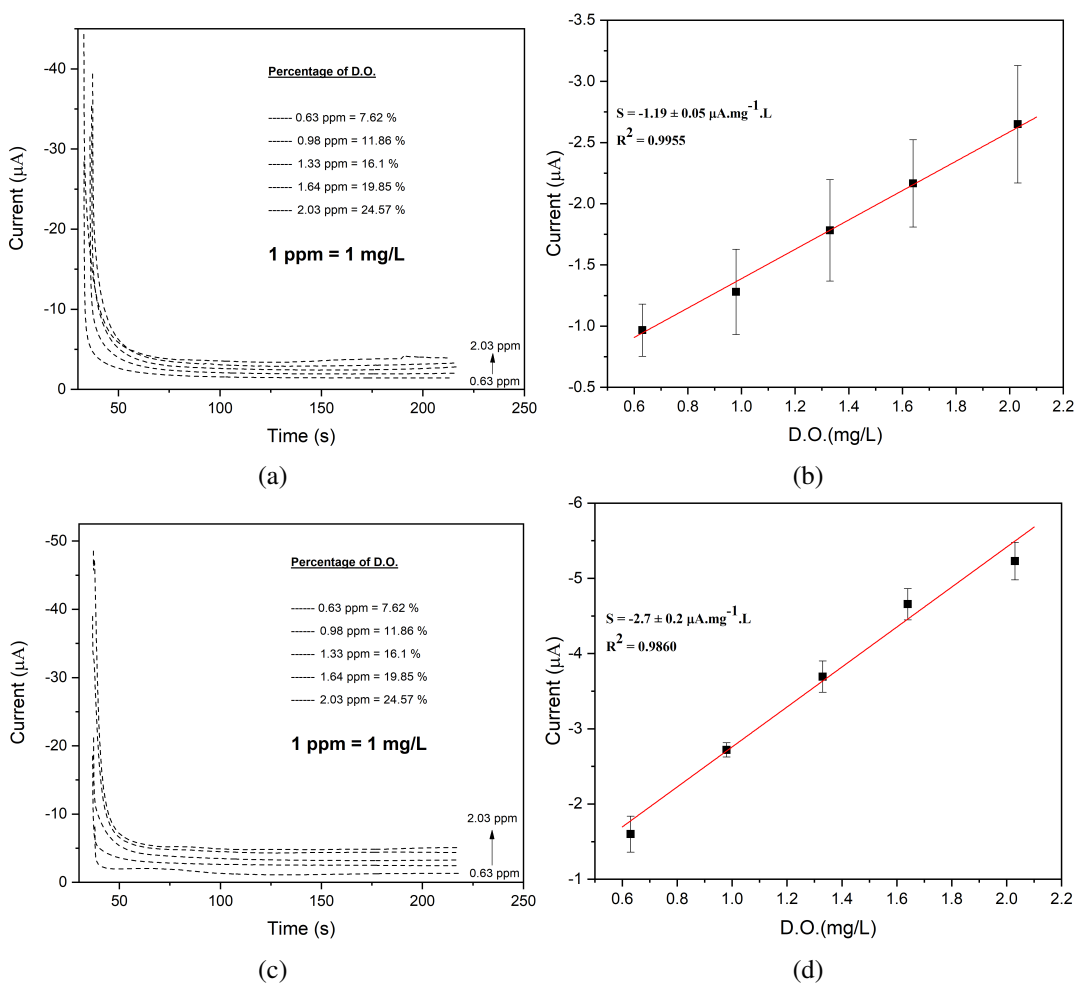 Percentage of D.O.
------ 0.63 ppm = 7.62 %
------ 0.98 ppm = 11.86 %
------ 1.33 ppm = 16.1 %
------ 1.64 ppm = 19.85 %
------ 2.03 ppm = 24.57 %
1 ppm = 1 mg/L
2.03 ppm
0.63 ppm
Current (µA)
-40
-30
-20
-10
0
50
100
150
200
250
Time (s)
(a)
S = -1.19 ± 0.05 µA.mg⁻¹.L
R² = 0.9955
Current (µA)
-3.5
-3.0
-2.5
-2.0
-1.5
-1.0
-0.5
0.6
0.8
1.0
1.2
1.4
1.6
1.8
2.0
2.2
D.O.(mg/L)
(b)
Percentage of D.O.
------ 0.63 ppm = 7.62 %
------ 0.98 ppm = 11.86 %
------ 1.33 ppm = 16.1 %
------ 1.64 ppm = 19.85 %
------ 2.03 ppm = 24.57 %
1 ppm = 1 mg/L
2.03 ppm
0.63 ppm
Current (µA)
-50
-40
-30
-20
-10
0
50
100
150
200
250
Time (s)
(c)
S = -2.7 ± 0.2 µA.mg⁻¹.L
R² = 0.9860
Current (µA)
-6
-5
-4
-3
-2
-1
0.6
0.8
1.0
1.2
1.4
1.6
1.8
2.0
2.2
D.O.(mg/L)
(d)